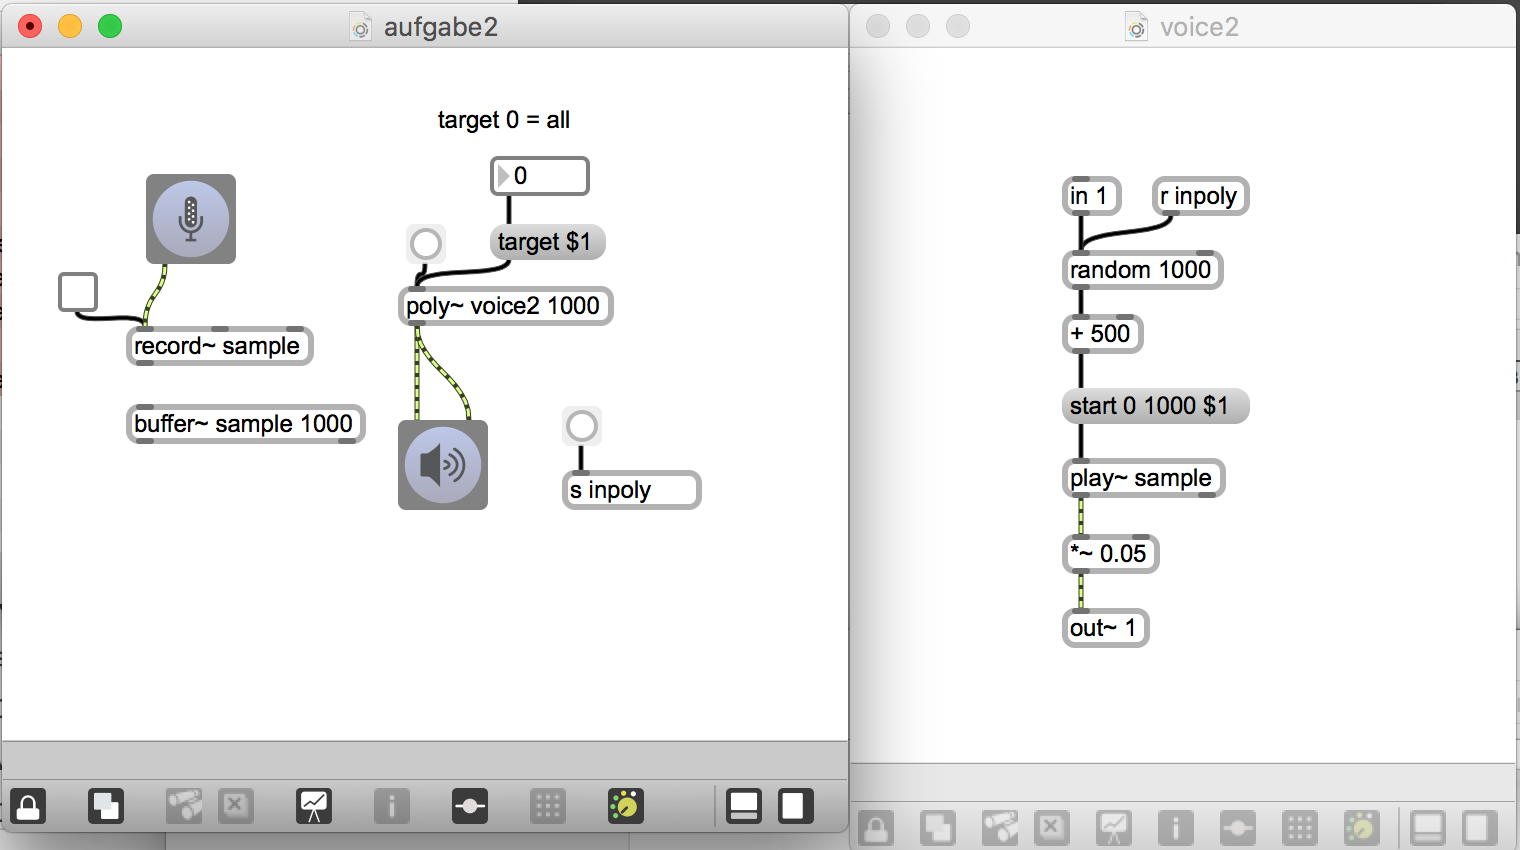 aufgabe2
target 0 = all
0
target $1
poly~ voice2 1000
record~ sample
buffer~ sample 1000
s inpoly
voice2
in 1
r inpoly
random 1000
+ 500
start 0 1000 $1
play~ sample
*~ 0.05
out~ 1